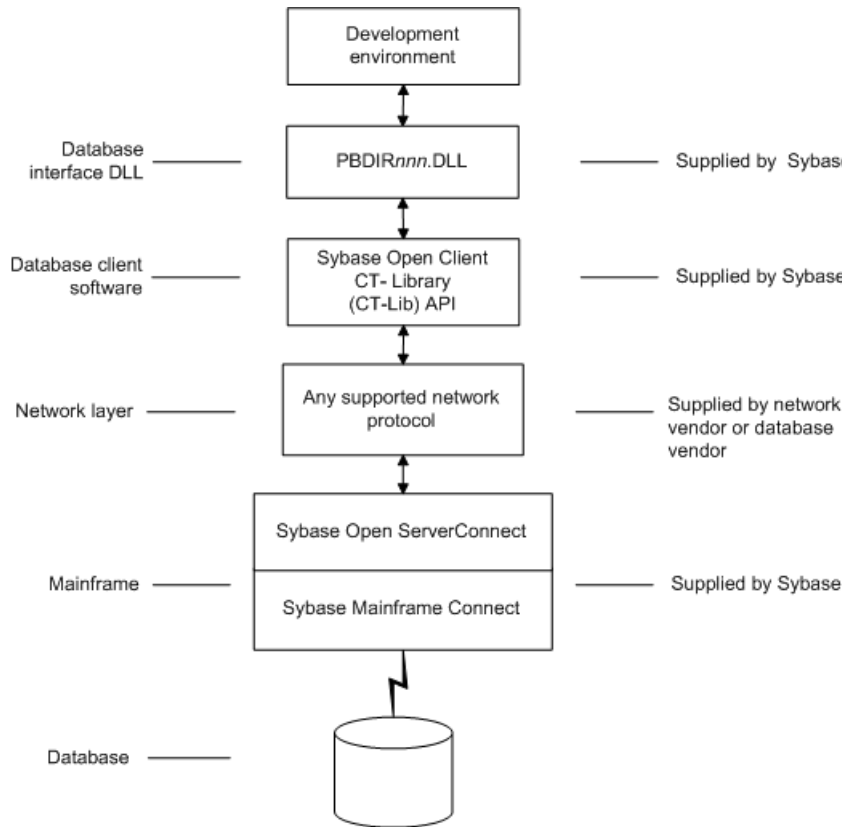 Development
environment
Database
interface DLL
PBDIRnnn.DLL
Supplied by Sybase
Database client
software
Sybase Open Client
CT- Library
(CT-Lib) API
Supplied by Sybase
Network layer
Any supported network
protocol
Supplied by network
vendor or database
vendor
Sybase Open ServerConnect
Mainframe
Supplied by Sybase
Sybase Mainframe Connect
Database